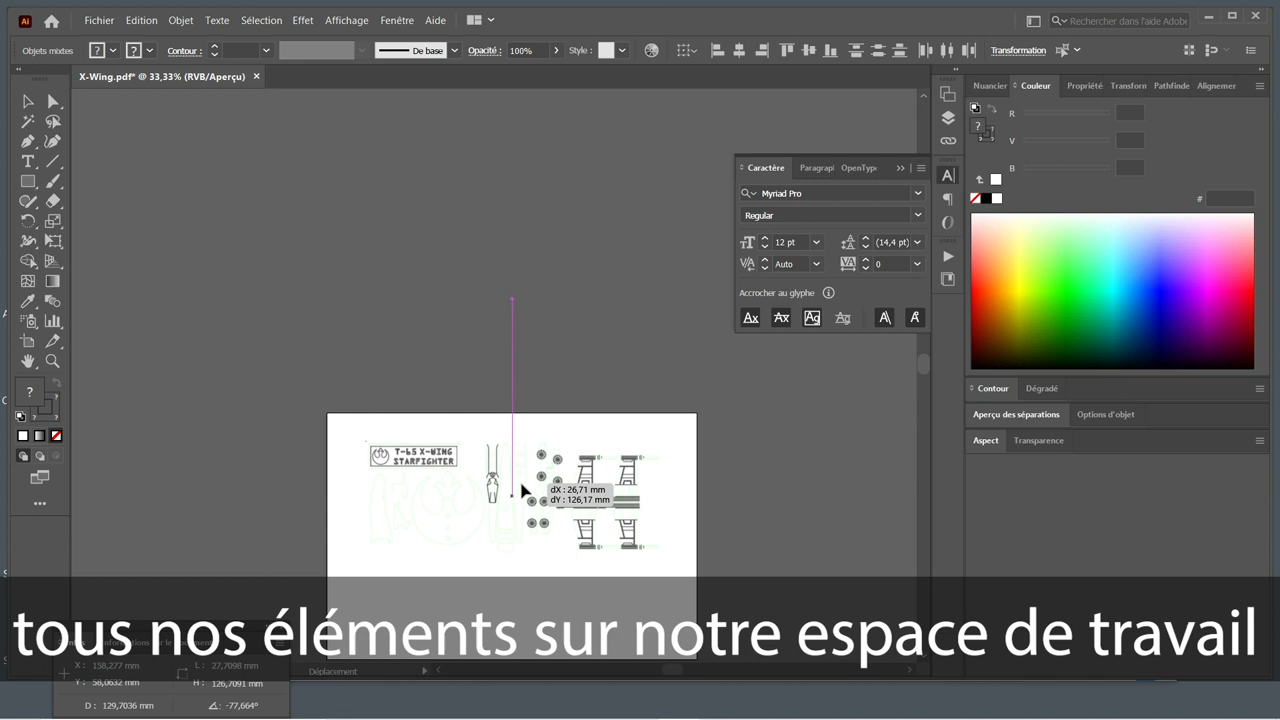 Ai Fichier Edition Objet Texte Sélection Effet Affichage Fenêtre Aide Rechercher dans l'aide Adobe
Objets mixtes ? ? Contour : De base Opacité : 100% Style : Transformation
X-Wing.pdf* @ 33,33% (RVB/Aperçu) ×
Nuancier Couleur Propriété Transform Pathfinde Alignemer
? R
V
B
#
Caractère Paragrapl OpenType
Myriad Pro
Regular
12 pt (14,4 pt)
Auto 0
Accrocher au glyphe
T-65 X-WING
STARFIGHTER
dX : 26,71 mm
dY : 126,17 mm
Contour Dégradé
Aperçu des séparations Options d'objet
Aspect Transparence
tous nos éléments sur notre espace de travail
X : 158,277 mm L : 27,7098 mm
Y : 58,0632 mm H : 126,7091 mm
D : 129,7036 mm -77,664°
Déplacement